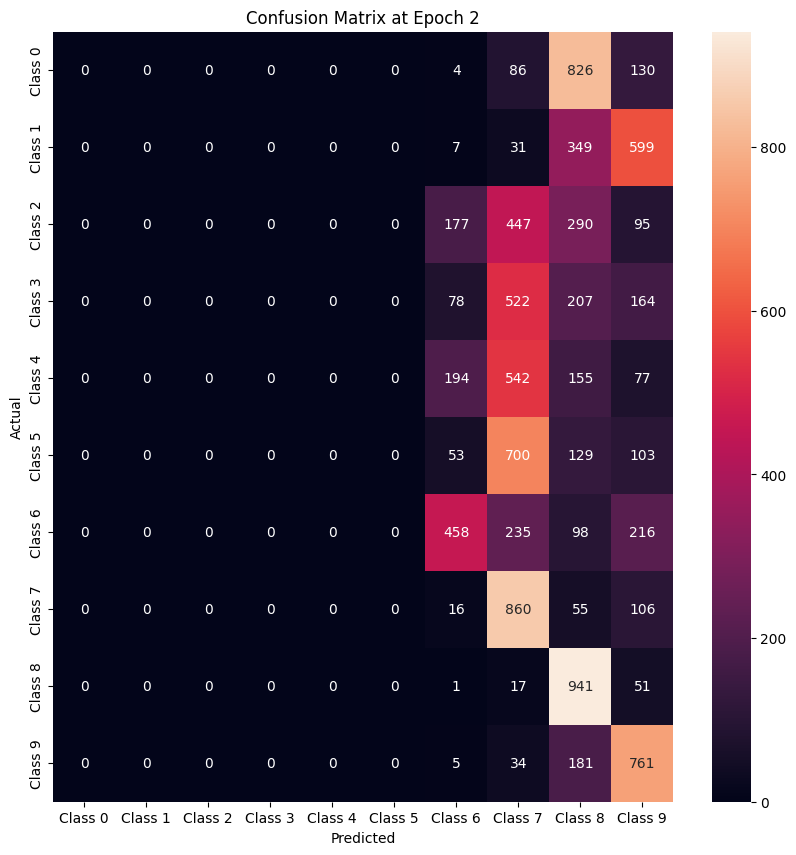 Confusion Matrix at Epoch 2
Class 0 0 0 0 0 0 0 4 86 826 130
Class 1 0 0 0 0 0 0 7 31 349 599
Class 2 0 0 0 0 0 0 177 447 290 95
Class 3 0 0 0 0 0 0 78 522 207 164
Class 4 0 0 0 0 0 0 194 542 155 77
Class 5 0 0 0 0 0 0 53 700 129 103
Class 6 0 0 0 0 0 0 458 235 98 216
Class 7 0 0 0 0 0 0 16 860 55 106
Class 8 0 0 0 0 0 0 1 17 941 51
Class 9 0 0 0 0 0 0 5 34 181 761
Class 0 Class 1 Class 2 Class 3 Class 4 Class 5 Class 6 Class 7 Class 8 Class 9
Predicted
Actual
800
600
400
200
0